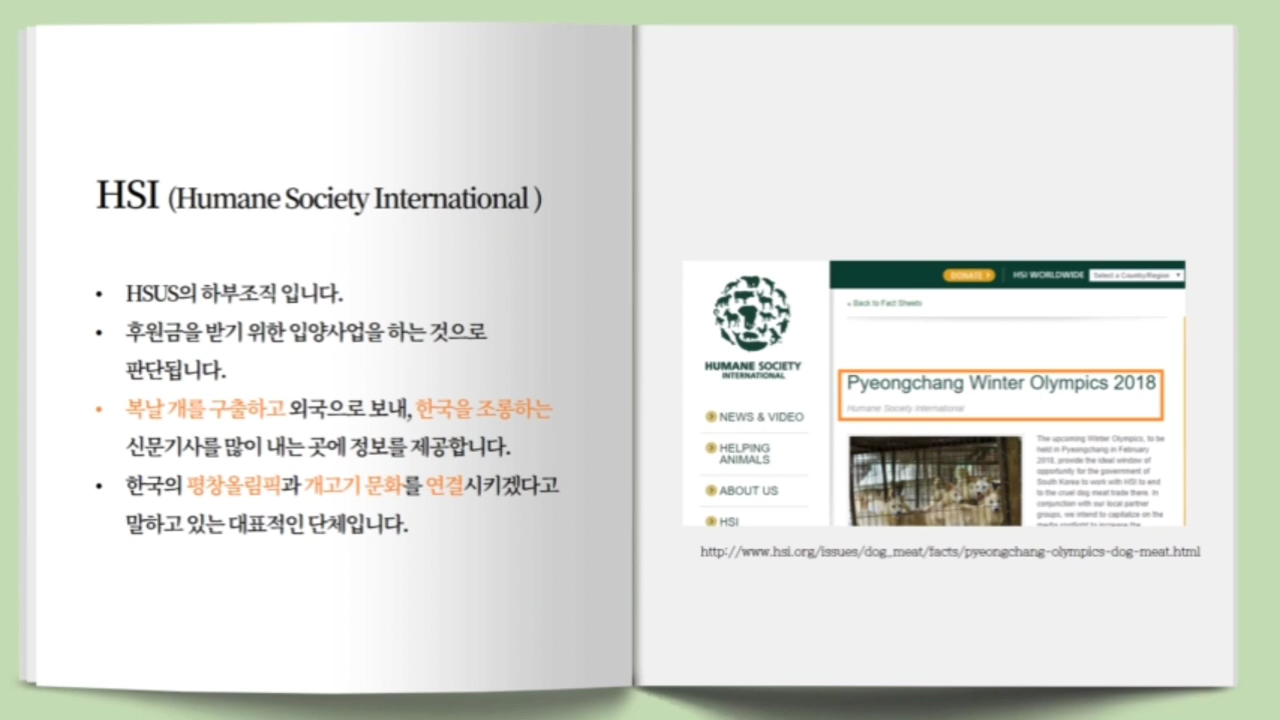 HSI (Humane Society International )
• HSUS의 하부조직 입니다.
• 후원금을 받기 위한 입양사업을 하는 것으로
판단됩니다.
• 복날 개를 구출하고 외국으로 보내, 한국을 조롱하는
신문기사를 많이 내는 곳에 정보를 제공합니다.
• 한국의 평창올림픽과 개고기 문화를 연결시키겠다고
말하고 있는 대표적인 단체입니다.
DONATE
HSI WORLDWIDE
Select a Country/Region
« Back to Fact Sheets
HUMANE SOCIETY
INTERNATIONAL
Pyeongchang Winter Olympics 2018
Humane Society International
NEWS & VIDEO
HELPING
ANIMALS
ABOUT US
HSI
The upcoming Winter Olympics, to be
held in Pyeongchang in February
2018, provide the ideal window of
opportunity for the government of
South Korea to work with HSI to end
to the cruel dog meat trade there. In
conjunction with our local partner
groups, we intend to capitalize on the
media spotlight to increase the
http://www.hsi.org/issues/dog_meat/facts/pyeongchang-olympics-dog-meat.html